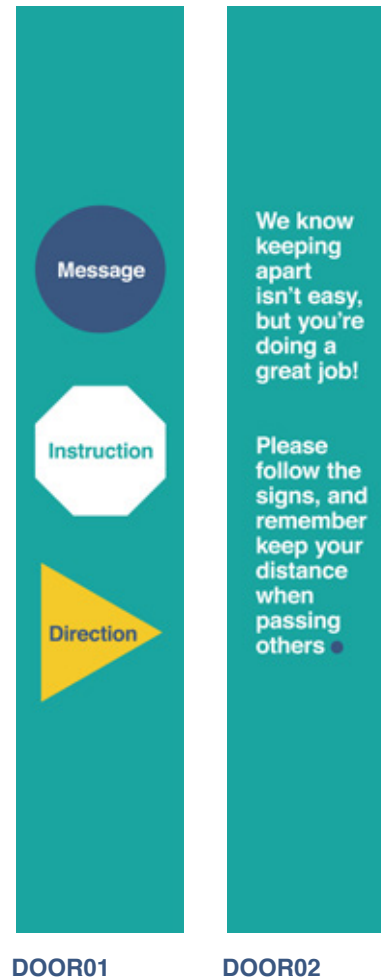 Message
Instruction
Direction
We know
keeping
apart
isn't easy,
but you're
doing a
great job!
Please
follow the
signs, and
remember
keep your
distance
when
passing
others
DOOR01
DOOR02